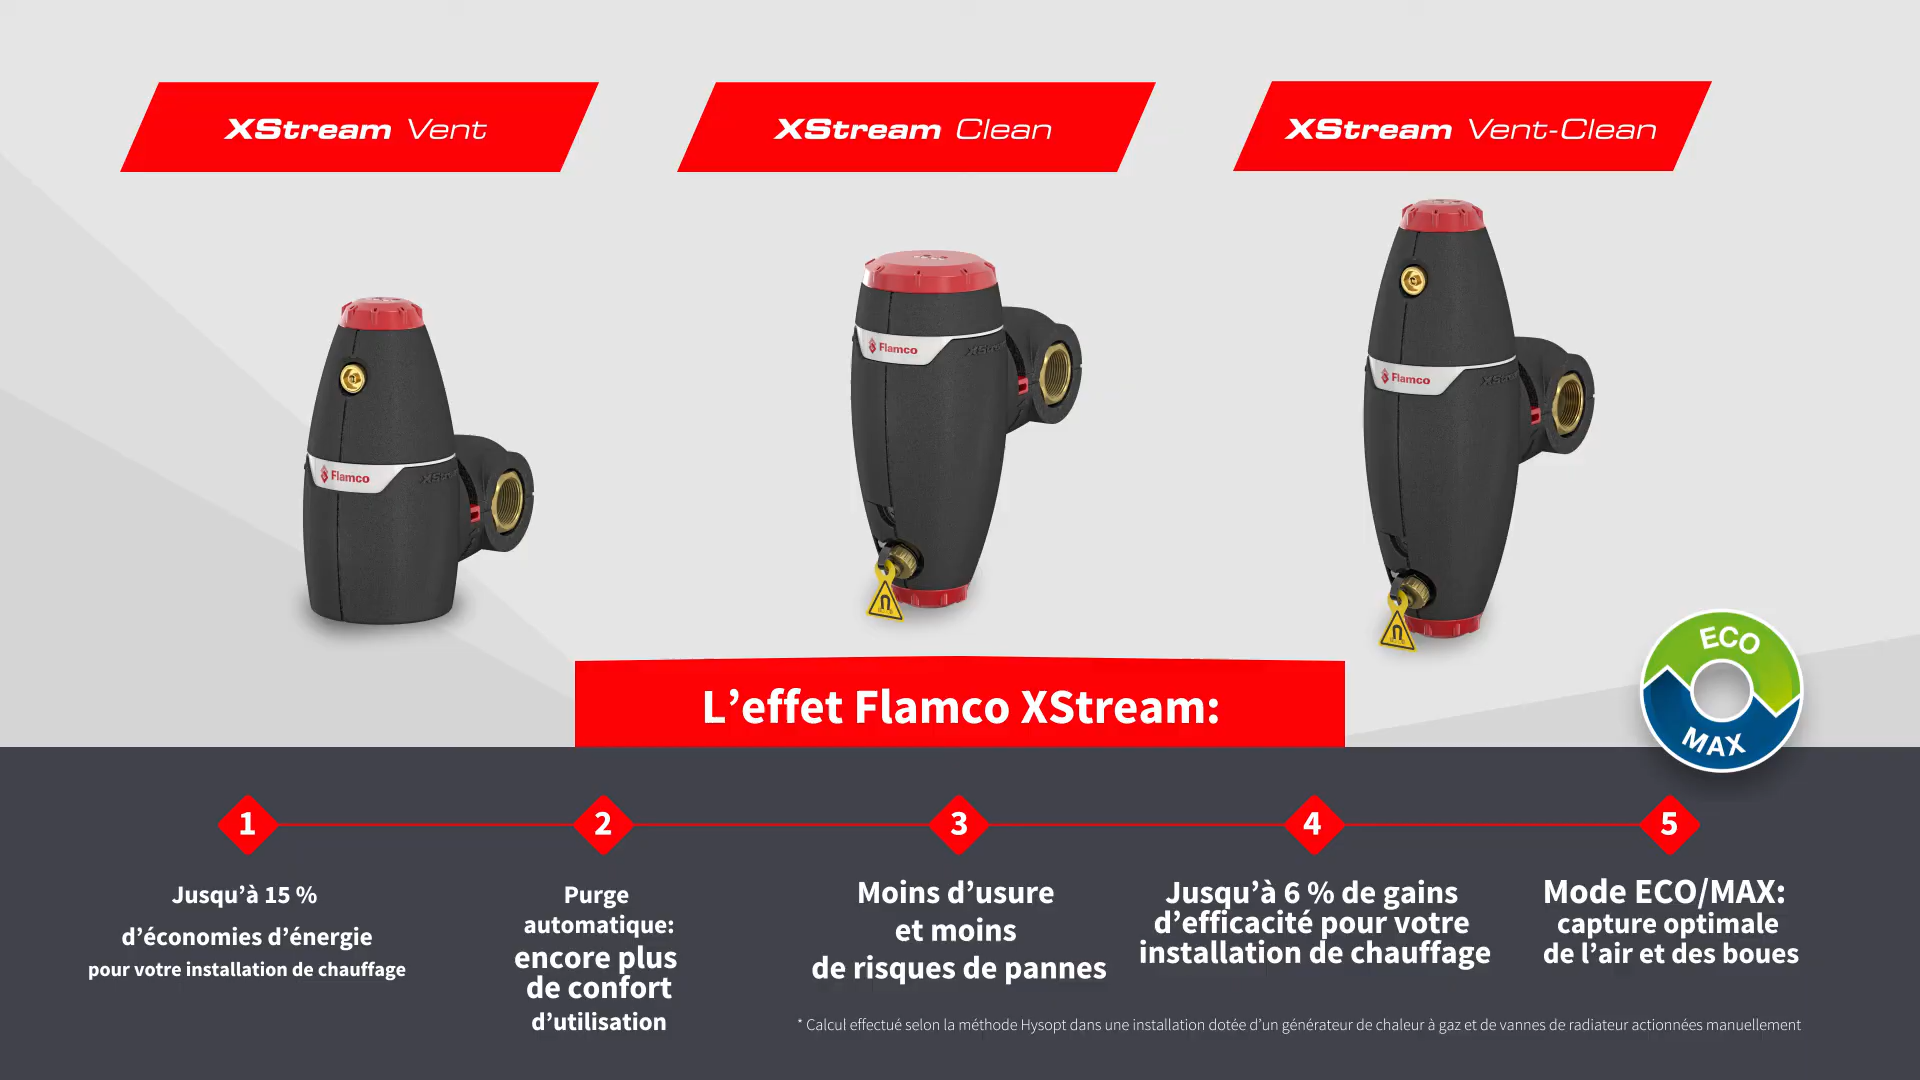 XStream Vent
XStream Clean
XStream Vent-Clean
Flamco
Flamco
Flamco
ECO
MAX
L’effet Flamco XStream:
1
2
3
4
5
Jusqu’à 15 %
d’économies d’énergie
pour votre installation de chauffage
Purge
automatique:
encore plus
de confort
d’utilisation
Moins d’usure
et moins
de risques de pannes
Jusqu’à 6 % de gains
d’efficacité pour votre
installation de chauffage
Mode ECO/MAX:
capture optimale
de l’air et des boues
* Calcul effectué selon la méthode Hysopt dans une installation dotée d’un générateur de chaleur à gaz et de vannes de radiateur actionnées manuellement